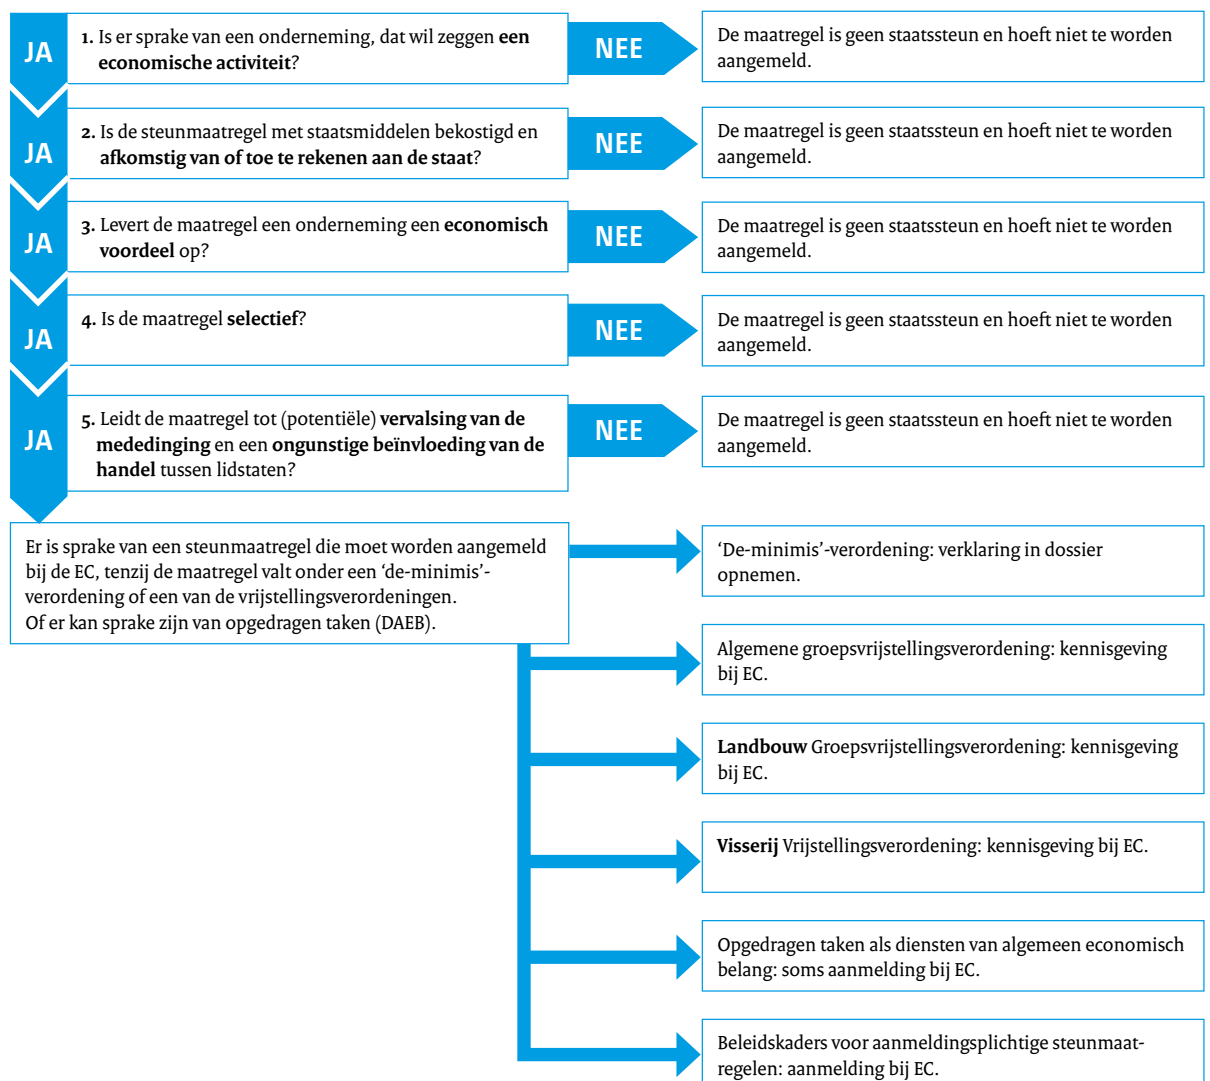 JA
1. Is er sprake van een onderneming, dat wil zeggen een
economische activiteit?
NEE
De maatregel is geen staatssteun en hoeft niet te worden
aangemeld.
JA
2. Is de steunmaatregel met staatsmiddelen bekostigd en
afkomstig van of toe te rekenen aan de staat?
NEE
De maatregel is geen staatssteun en hoeft niet te worden
aangemeld.
JA
3. Levert de maatregel een onderneming een economisch
voordeel op?
NEE
De maatregel is geen staatssteun en hoeft niet te worden
aangemeld.
JA
4. Is de maatregel selectief?
NEE
De maatregel is geen staatssteun en hoeft niet te worden
aangemeld.
JA
5. Leidt de maatregel tot (potentiële) vervalsing van de
mededinging en een ongunstige beïnvloeding van de
handel tussen lidstaten?
NEE
De maatregel is geen staatssteun en hoeft niet te worden
aangemeld.
Er is sprake van een steunmaatregel die moet worden aangemeld
bij de EC, tenzij de maatregel valt onder een ‘de-minimis’-
verordening of een van de vrijstellingsverordeningen.
Of er kan sprake zijn van opgedragen taken (DAEB).
‘De-minimis’-verordening: verklaring in dossier
opnemen.
Algemene groepsvrijstellingsverordening: kennisgeving
bij EC.
Landbouw Groepsvrijstellingsverordening: kennisgeving
bij EC.
Visserij Vrijstellingsverordening: kennisgeving bij EC.
Opgedragen taken als diensten van algemeen economisch
belang: soms aanmelding bij EC.
Beleidskaders voor aanmeldingsplichtige steunmaat-
regelen: aanmelding bij EC.